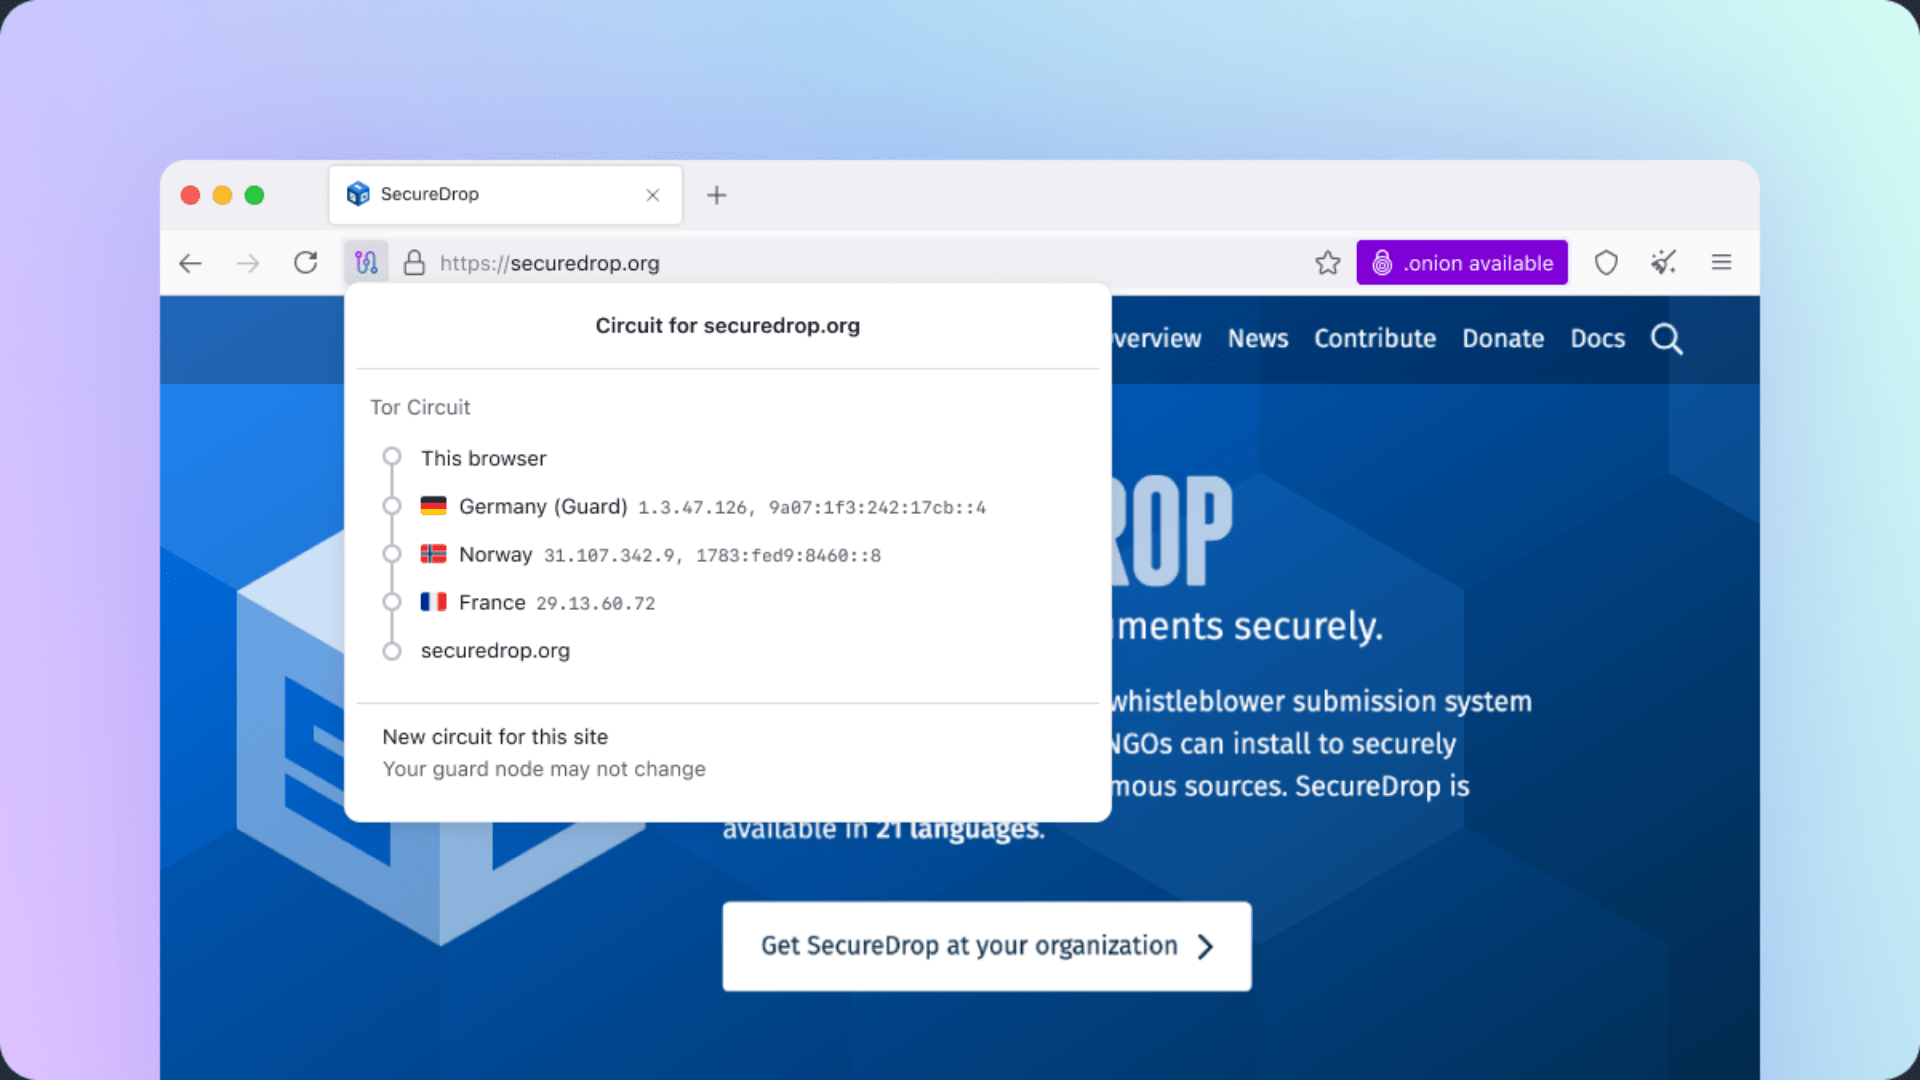 SecureDrop
https://securedrop.org
.onion available
Circuit for securedrop.org
News Contribute Donate Docs
Tor Circuit
This browser
Germany (Guard) 1.3.47.126, 9a07:1f3:242:17cb::4
Norway 31.107.342.9, 1783:fed9:8460::8
France 29.13.60.72
securedrop.org
New circuit for this site
Your guard node may not change
securely.
whistleblower submission system
NGOs can install to securely
sources. SecureDrop is
available in 21 languages.
Get SecureDrop at your organization